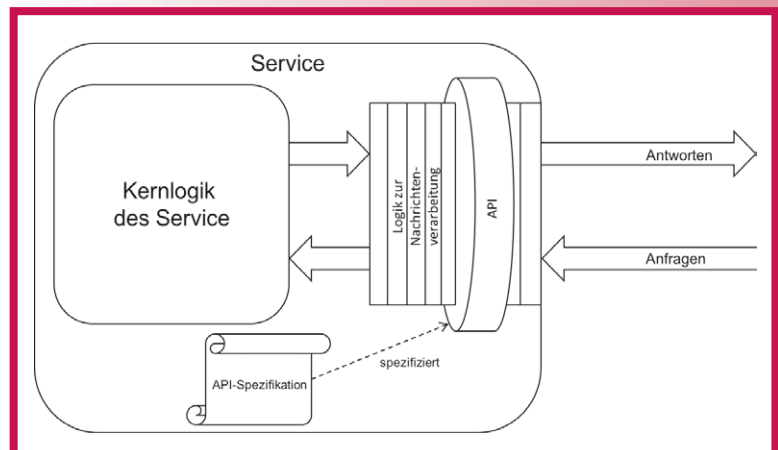 Service
Kernlogik
des Service
Logik zur
Nachrichten-
verarbeitung
API
Antworten
Anfragen
API-Spezifikation
spezifiziert